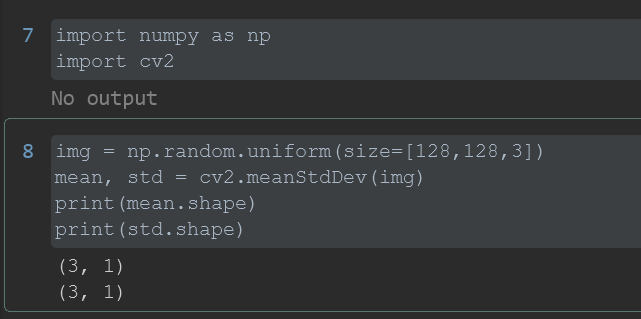 7
import numpy as np
import cv2
No output
8
img = np.random.uniform(size=[128,128,3])
mean, std = cv2.meanStdDev(img)
print(mean.shape)
print(std.shape)
(3, 1)
(3, 1)